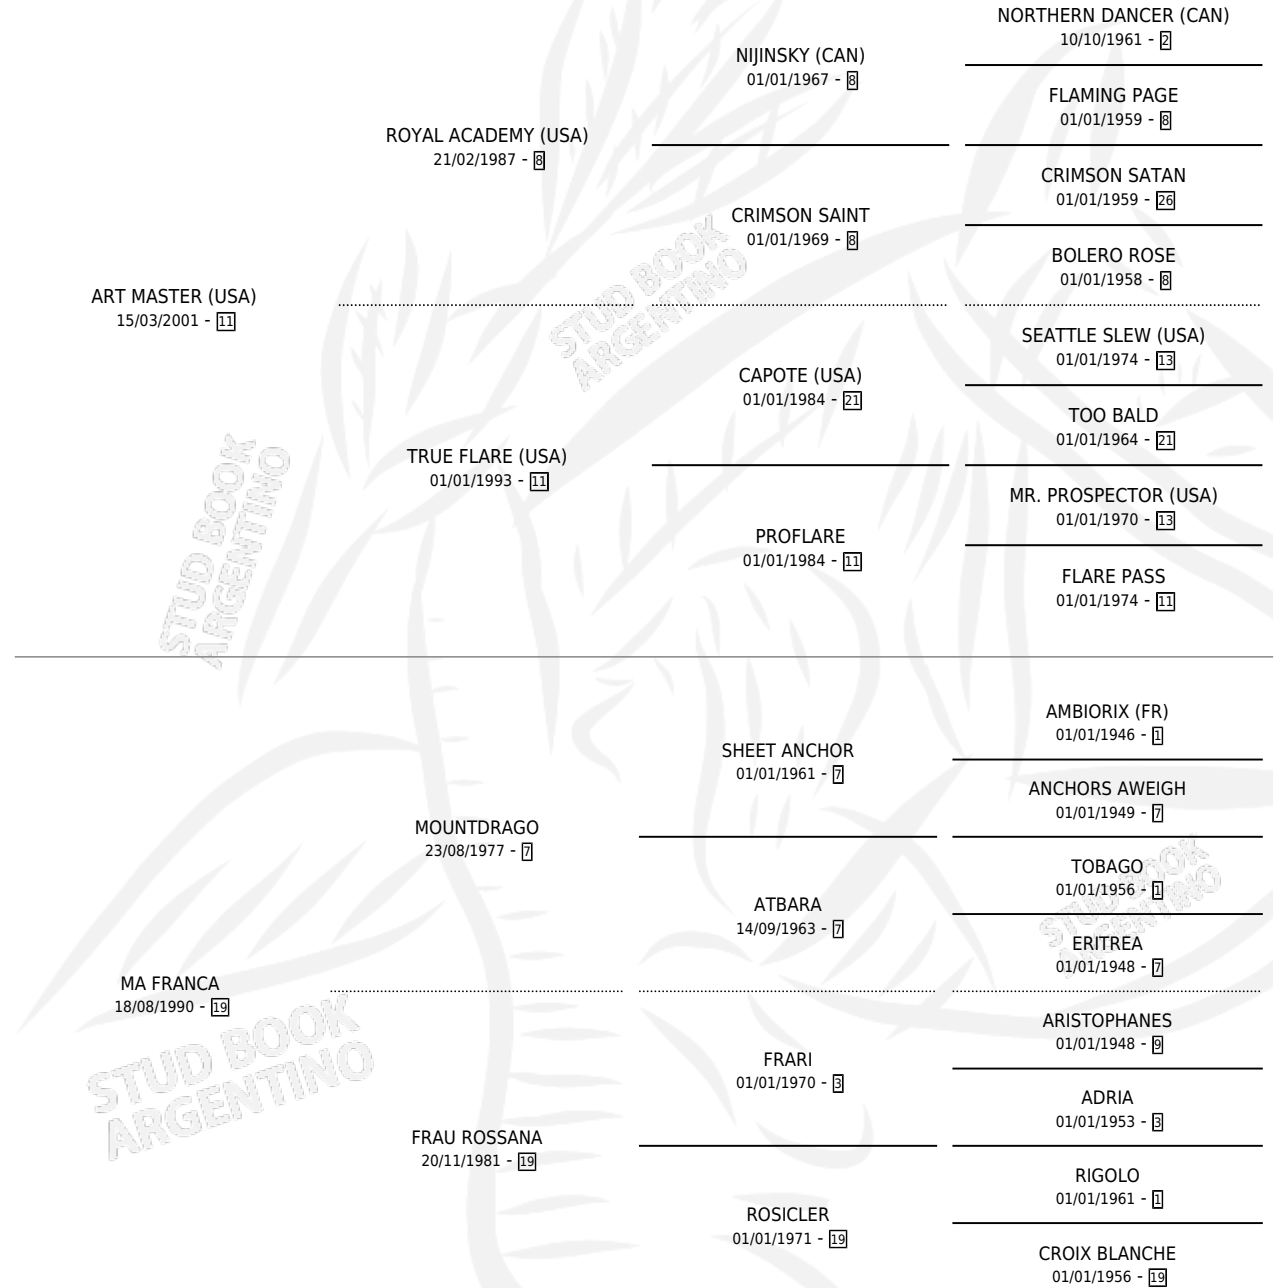 NORTHERN DANCER (CAN)
10/10/1961 - 2
NIJINSKY (CAN)
01/01/1967 - 8
FLAMING PAGE
01/01/1959 - 8
ROYAL ACADEMY (USA)
21/02/1987 - 8
CRIMSON SATAN
01/01/1959 - 26
CRIMSON SAINT
01/01/1969 - 8
BOLERO ROSE
01/01/1958 - 8
ART MASTER (USA)
15/03/2001 - 11
STUD BOOK
ARGENTINO
SEATTLE SLEW (USA)
01/01/1974 - 13
CAPOTE (USA)
01/01/1984 - 21
TOO BALD
01/01/1964 - 21
TRUE FLARE (USA)
01/01/1993 - 11
MR. PROSPECTOR (USA)
01/01/1970 - 13
PROFLARE
01/01/1984 - 11
FLARE PASS
01/01/1974 - 11
STUD BOOK
ARGENTINO
AMBIORIX (FR)
01/01/1946 - 1
SHEET ANCHOR
01/01/1961 - 7
ANCHORS AWEIGH
01/01/1949 - 7
MOUNTDRAGO
23/08/1977 - 7
TOBAGO
01/01/1956 - 1
ATBARA
14/09/1963 - 7
ERITREA
01/01/1948 - 7
STUD BOOK
ARGENTINO
MA FRANCA
18/08/1990 - 19
ARISTOPHANES
01/01/1948 - 9
FRARI
01/01/1970 - 3
ADRIA
01/01/1953 - 3
STUD BOOK
ARGENTINO
FRAU ROSSANA
20/11/1981 - 19
RIGOLO
01/01/1961 - 1
ROSICLER
01/01/1971 - 19
CROIX BLANCHE
01/01/1956 - 19